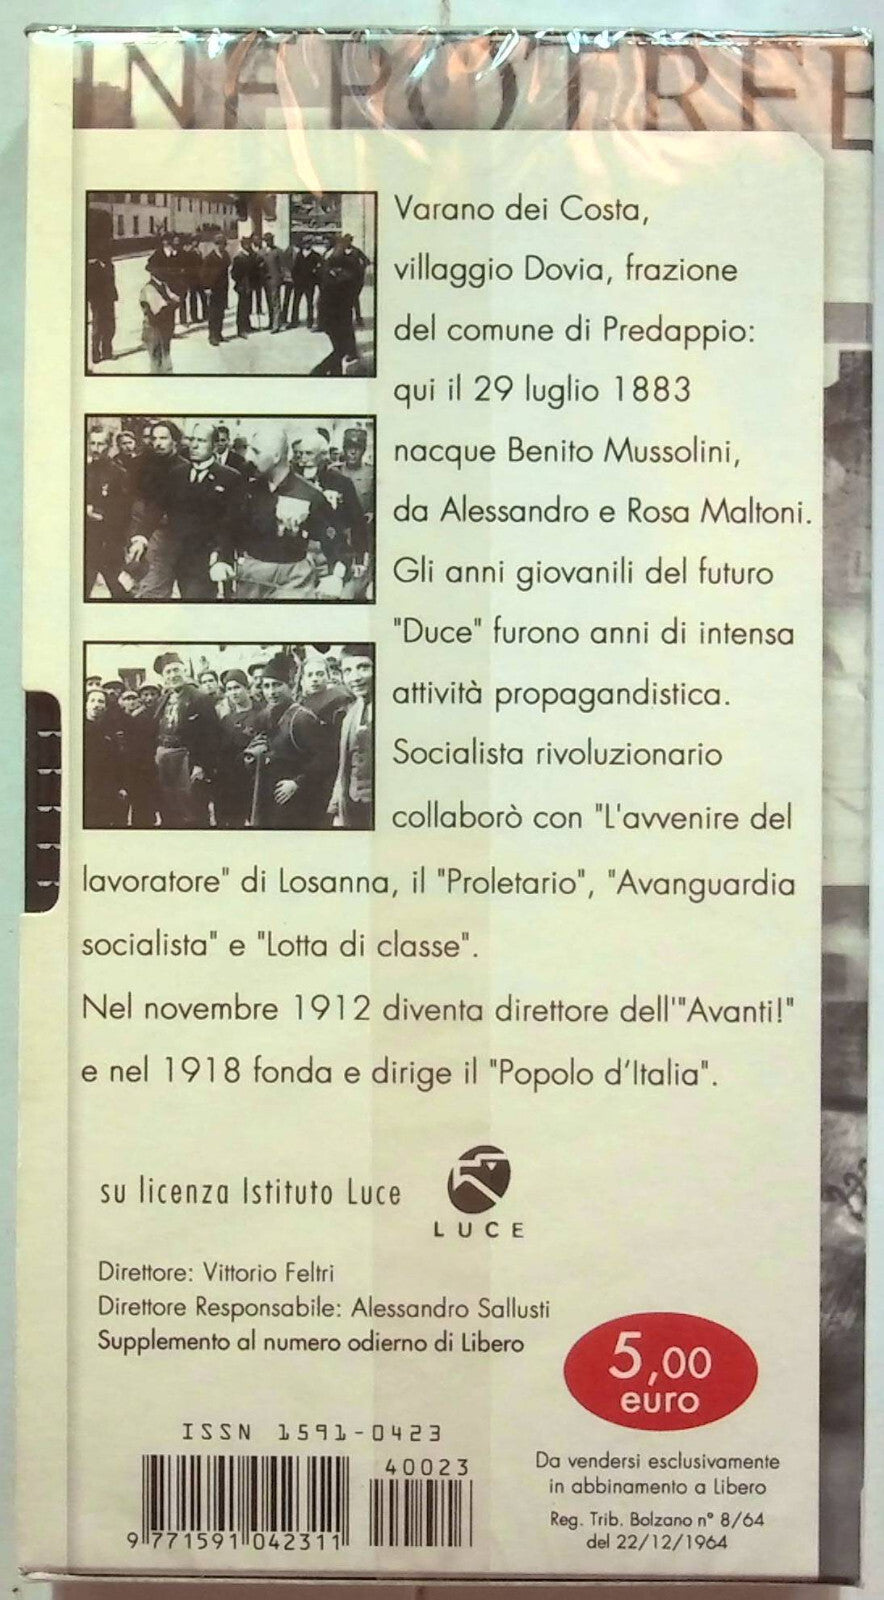 Varano dei Costa,
villaggio Dovia, frazione
del comune di Predappio:
qui il 29 luglio 1883
nacque Benito Mussolini,
da Alessandro e Rosa Maltoni.
Gli anni giovanili del futuro
"Duce" furono anni di intensa
attività propagandistica.
Socialista rivoluzionario
collaborò con "L'avvenire del
lavoratore" di Losanna, il "Proletario", "Avanguardia
socialista" e "Lotta di classe".
Nel novembre 1912 diventa direttore dell'"Avanti!"
e nel 1918 fonda e dirige il "Popolo d'Italia".
su licenza Istituto Luce
LUCE
Direttore: Vittorio Feltri
Direttore Responsabile: Alessandro Sallusti
Supplemento al numero odierno di Libero
5,00
euro
ISSN 1591-0423
40023
9 771591 042311
Da vendersi esclusivamente
in abbinamento a Libero
Reg. Trib. Bolzano n° 8/64
del 22/12/1964